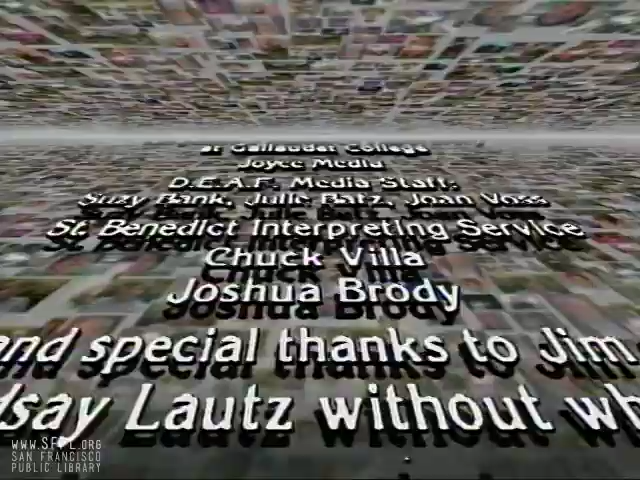 at Gallaudet College
Joyce Media
D.E.A.F. Media Staff:
Suzy Bank, Julie Batz, Joan Voss
St. Benedict Interpreting Service
Chuck Villa
Joshua Brody
and special thanks to Jim
dsay Lautz without wh
www.SFPL.org
SAN FRANCISCO
PUBLIC LIBRARY